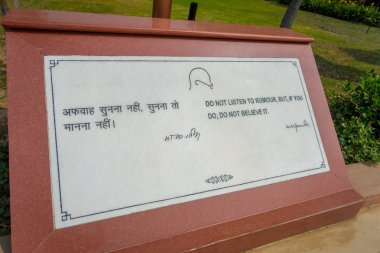 अफवाह सुनना नहीं, सुनना तो
मानना नहीं।
DO NOT LISTEN TO RUMOUR, BUT, IF YOU
DO, DO NOT BELIEVE IT.